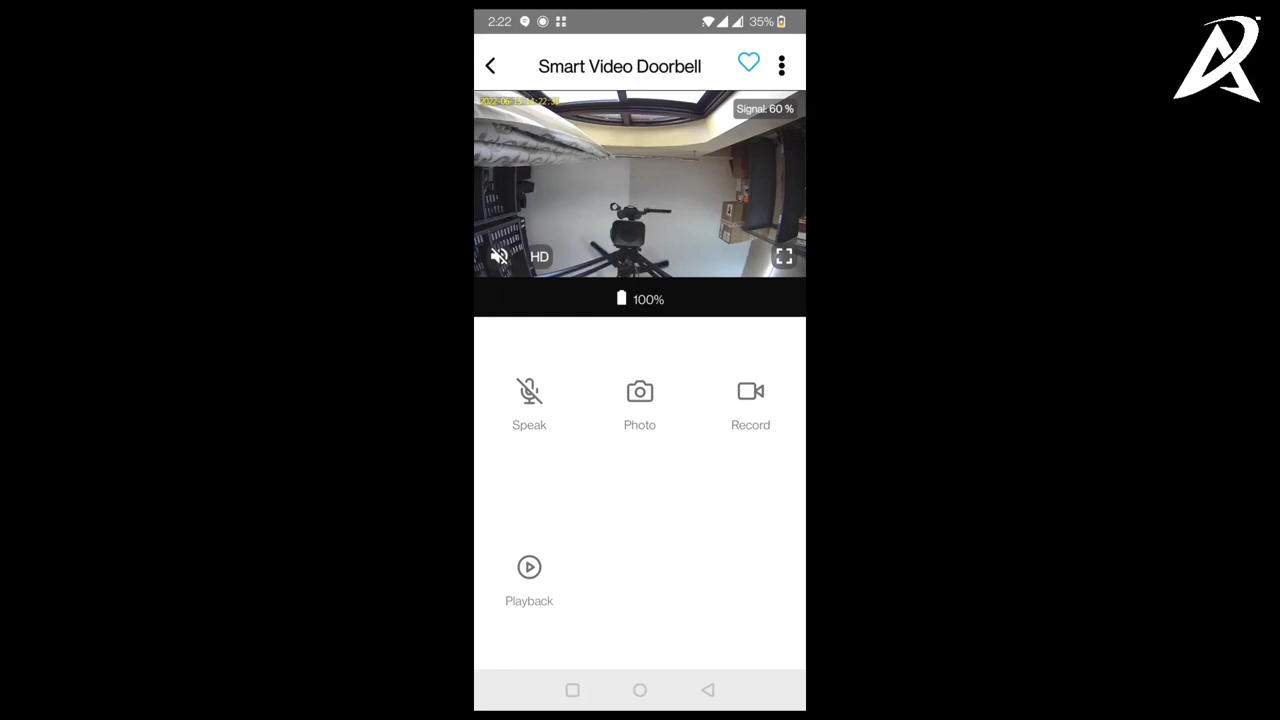 2.22
35%
Smart Video Doorbell
Signal: 60 %
HD
100%
Speak
Photo
Record
Playback